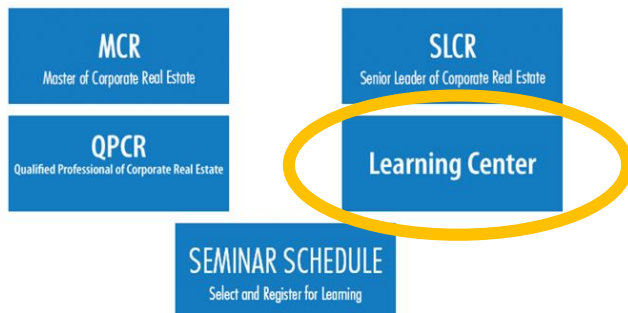 MCR
Master of Corporate Real Estate
SLCR
Senior Leader of Corporate Real Estate
QPCR
Qualified Professional of Corporate Real Estate
Learning Center
SEMINAR SCHEDULE
Select and Register for Learning